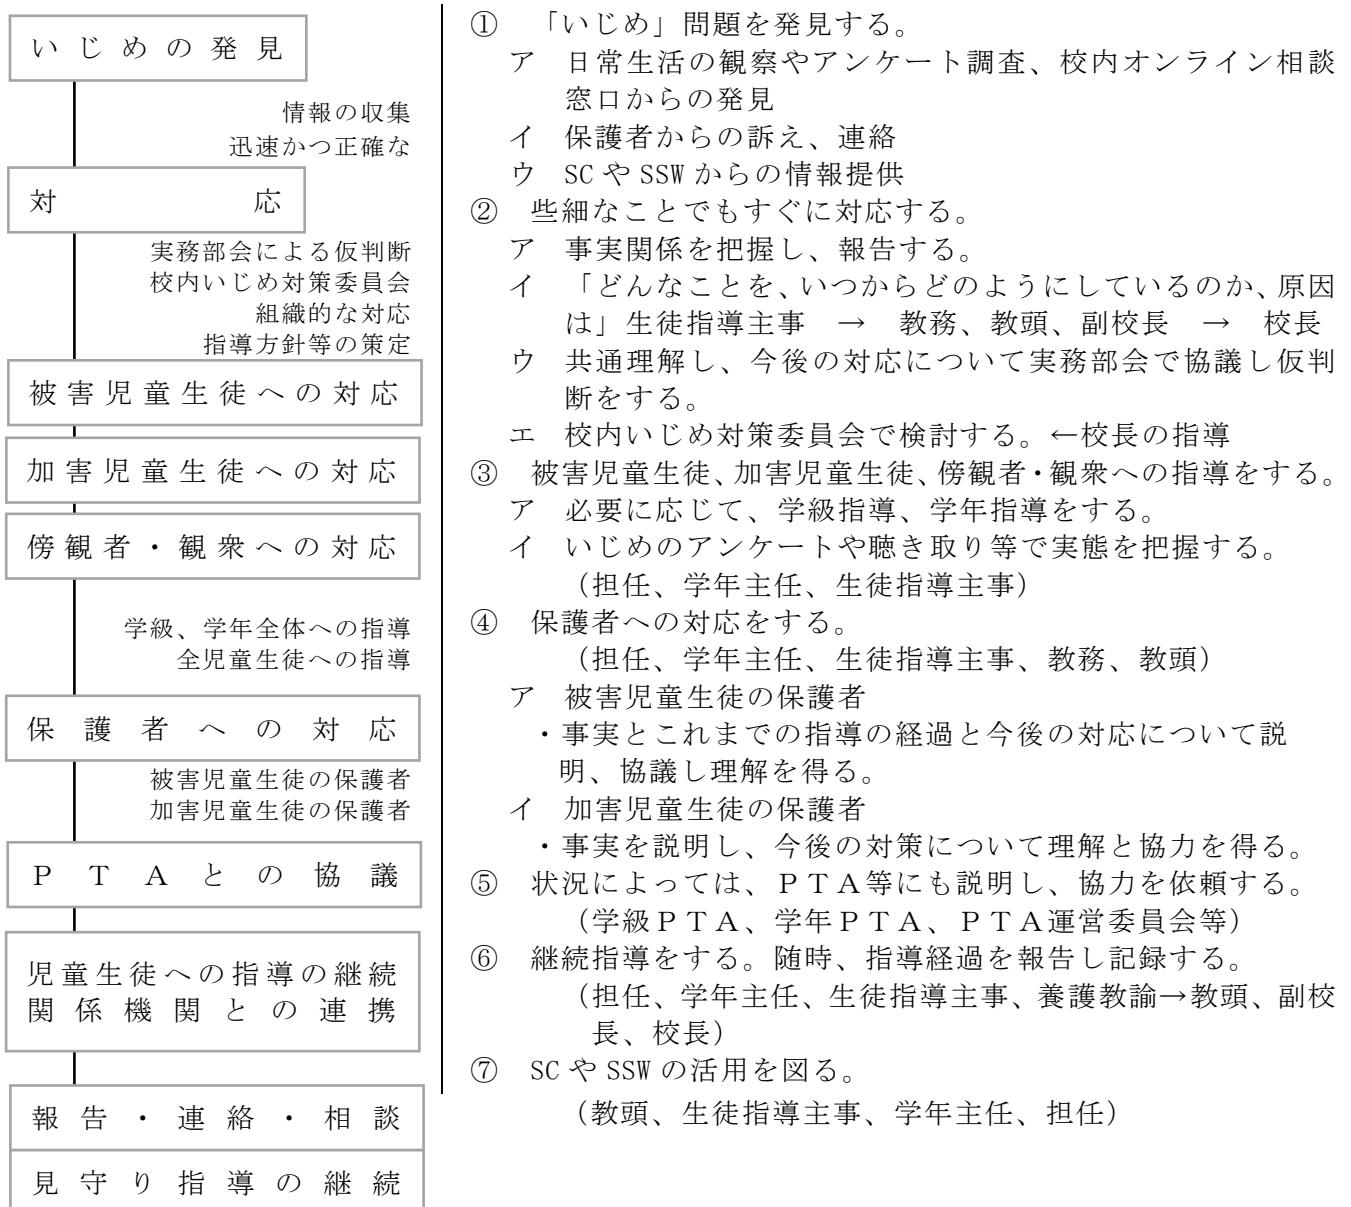 いじめの発見
情報の収集
迅速かつ正確な
対応
実務部会による仮判断
校内いじめ対策委員会
組織的な対応
指導方針等の策定
被害児童生徒への対応
加害児童生徒への対応
傍観者・観衆への対応
学級、学年全体への指導
全児童生徒への指導
保護者への対応
被害児童生徒の保護者
加害児童生徒の保護者
PTAとの協議
児童生徒への指導の継続
関係機関との連携
報告・連絡・相談
見守り指導の継続
① 「いじめ」問題を発見する。
ア 日常生活の観察やアンケート調査、校内オンライン相談
窓口からの発見
イ 保護者からの訴え、連絡
ウ SCやSSWからの情報提供
② 些細なことでもすぐに対応する。
ア 事実関係を把握し、報告する。
イ 「どんなことを、いつからどのようにしているのか、原因
は」生徒指導主事 → 教務、教頭、副校長 → 校長
ウ 共通理解し、今後の対応について実務部会で協議し仮判
断をする。
エ 校内いじめ対策委員会で検討する。←校長の指導
③ 被害児童生徒、加害児童生徒、傍観者・観衆への指導をする。
ア 必要に応じて、学級指導、学年指導をする。
イ いじめのアンケートや聴き取り等で実態を把握する。
（担任、学年主任、生徒指導主事）
④ 保護者への対応をする。
（担任、学年主任、生徒指導主事、教務、教頭）
ア 被害児童生徒の保護者
・事実とこれまでの指導の経過と今後の対応について説
明、協議し理解を得る。
イ 加害児童生徒の保護者
・事実を説明し、今後の対策について理解と協力を得る。
⑤ 状況によっては、ＰＴＡ等にも説明し、協力を依頼する。
（学級ＰＴＡ、学年ＰＴＡ、ＰＴＡ運営委員会等）
⑥ 継続指導をする。随時、指導経過を報告し記録する。
（担任、学年主任、生徒指導主事、養護教諭→教頭、副校
長、校長）
⑦ SCやSSWの活用を図る。
（教頭、生徒指導主事、学年主任、担任）